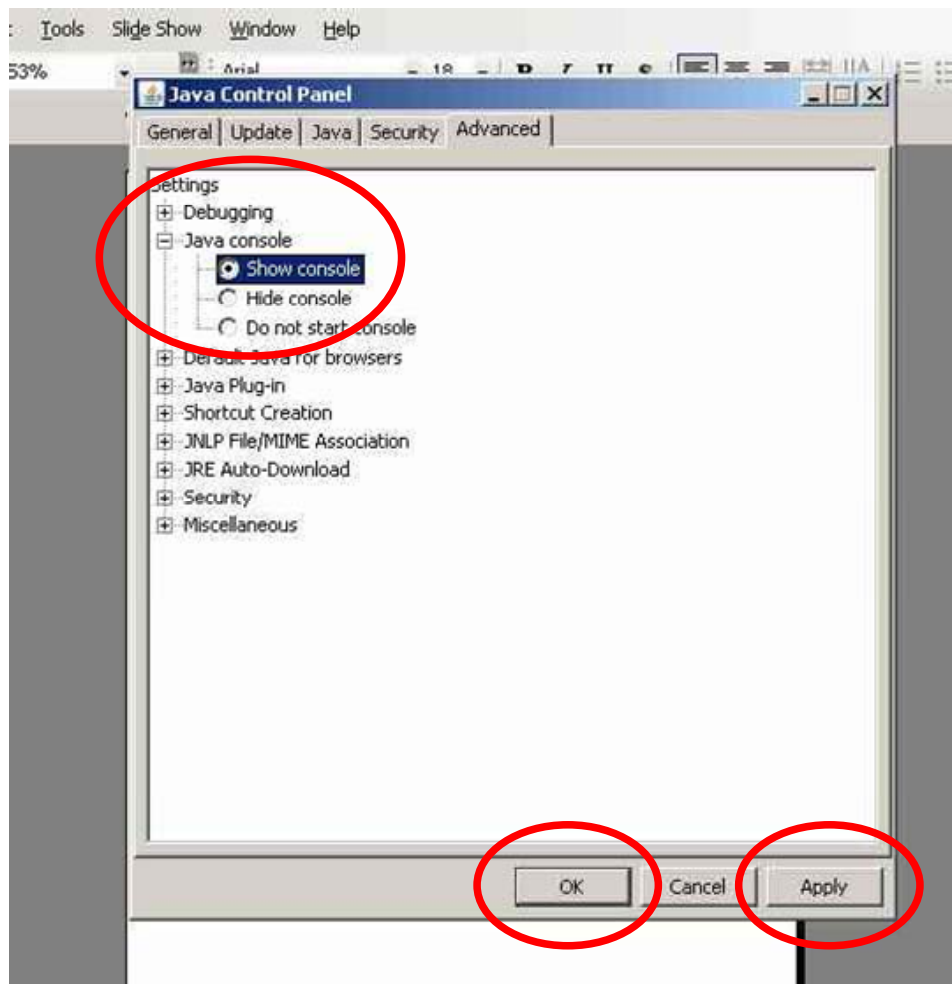 Tools Slide Show Window Help
53% Arial 18
Java Control Panel
General Update Java Security Advanced
Settings
Debugging
Java console
Show console
Hide console
Do not start console
Default Java for browsers
Java Plug-in
Shortcut Creation
JNLP File/MIME Association
JRE Auto-Download
Security
Miscellaneous
OK Cancel Apply